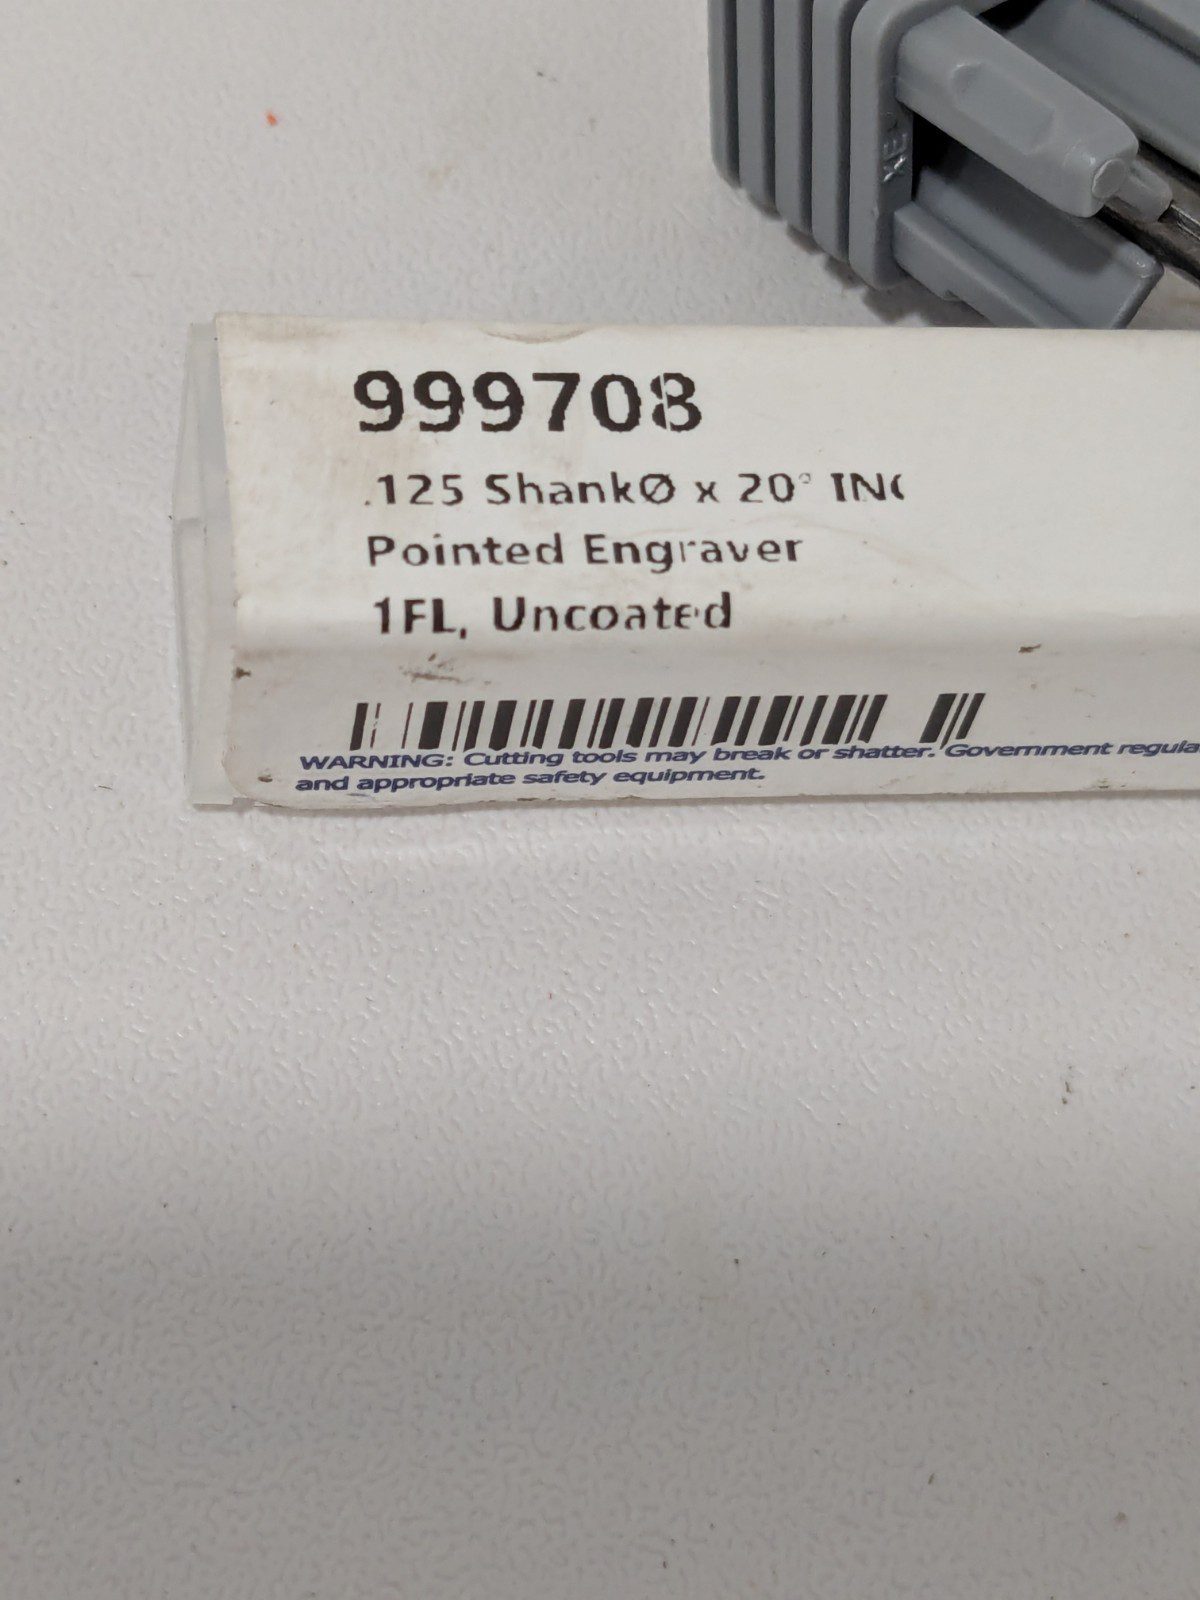 999708
.125 ShankØ x 20° INC
Pointed Engraver
1FL, Uncoated
WARNING: Cutting tools may break or shatter. Government
and appropriate safety equipment.